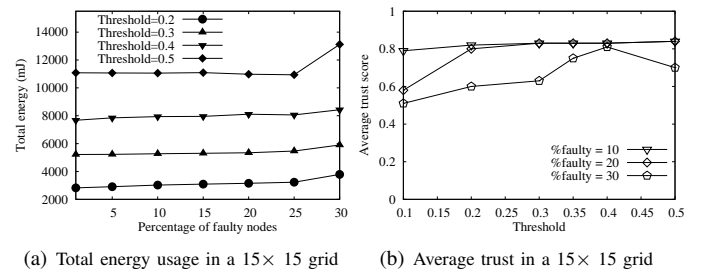 Threshold=0.2
Threshold=0.3
Threshold=0.4
Threshold=0.5
Total energy (mJ)
14000
12000
10000
8000
6000
4000
2000
5
10
15
20
25
30
Percentage of faulty nodes
(a) Total energy usage in a 15× 15 grid
Average trust score
1
0.8
0.6
0.4
0.2
0
%faulty = 10
%faulty = 20
%faulty = 30
0.1
0.15
0.2
0.25
0.3
0.35
0.4
0.45
0.5
Threshold
(b) Average trust in a 15× 15 grid